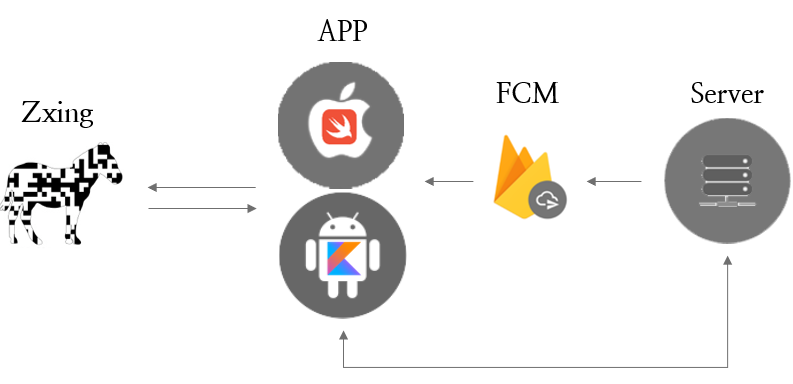 Zxing
APP
FCM
Server